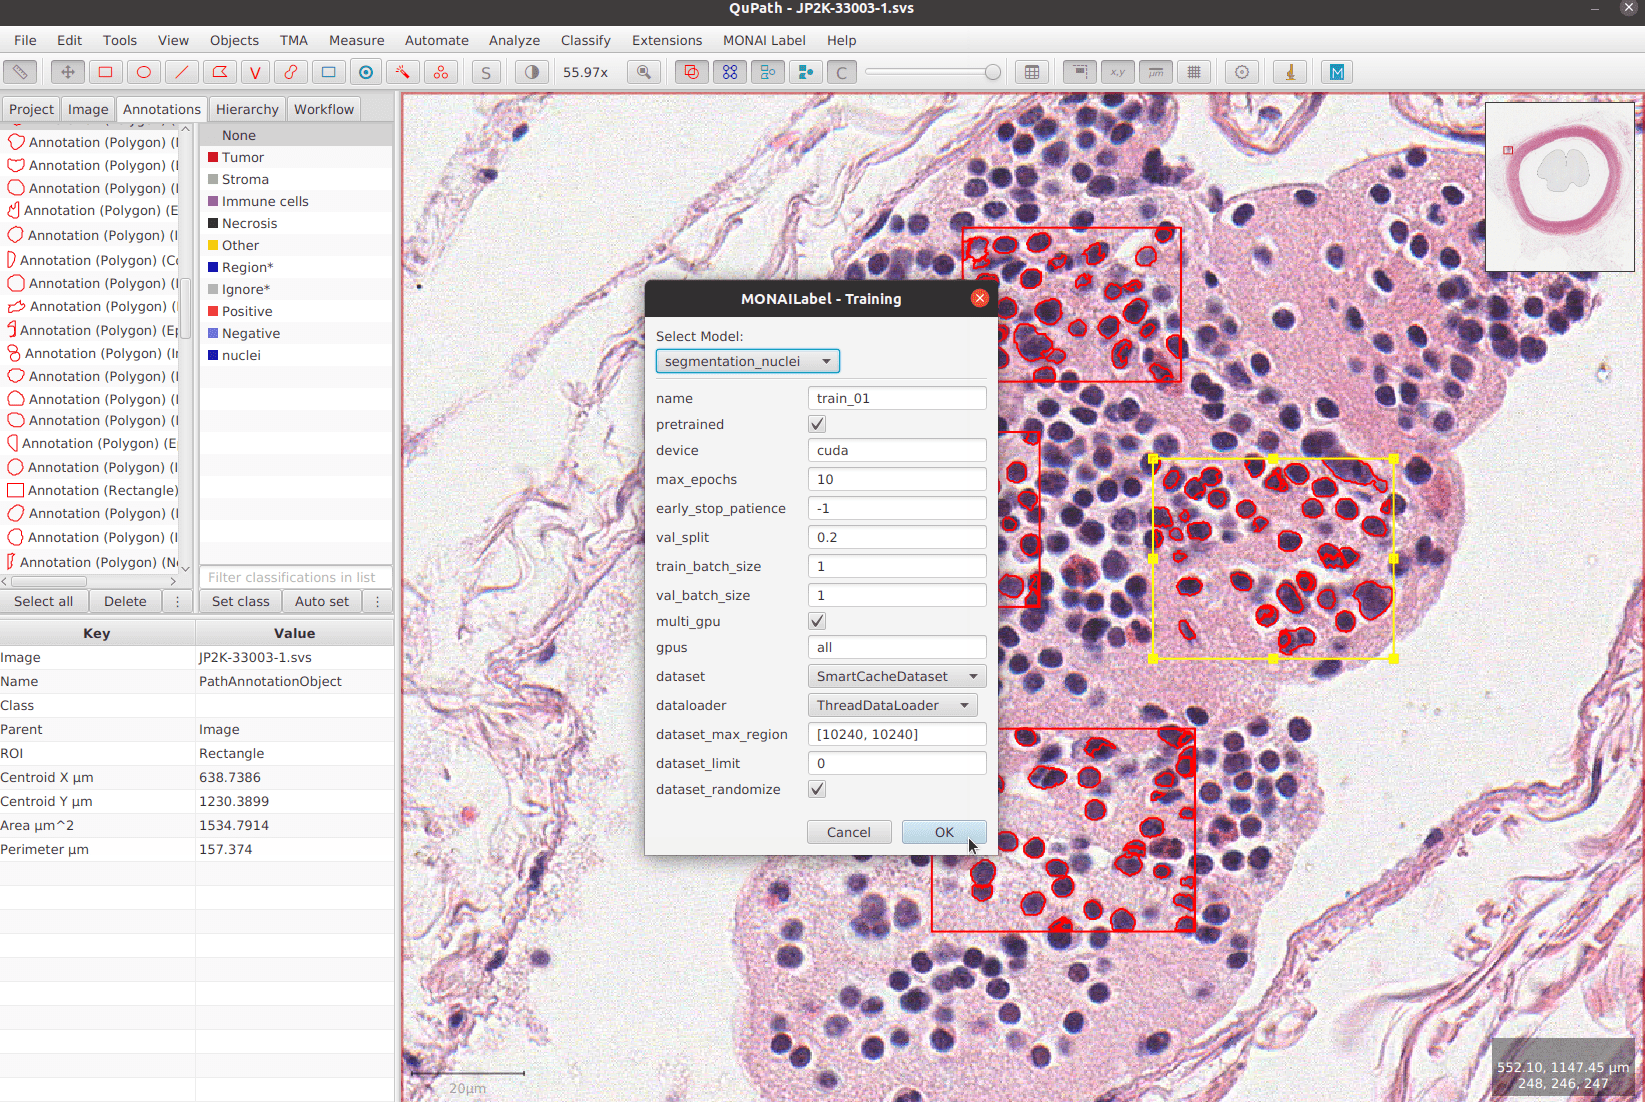 QuPath - JP2K-33003-1.svs
File Edit Tools View Objects TMA Measure Automate Analyze Classify Extensions MONAI Label Help
V S 55.97x C x,y µm M
Project Image Annotations Hierarchy Workflow
Annotation (Polygon) (I
Annotation (Polygon) (I
Annotation (Polygon) (I
Annotation (Polygon) (E
Annotation (Polygon) (I
Annotation (Polygon) (Co
Annotation (Polygon) (I
Annotation (Polygon) (I
Annotation (Polygon) (Ep
Annotation (Polygon) (In
Annotation (Polygon) (I
Annotation (Polygon) (I
Annotation (Polygon) (I
Annotation (Polygon) (E
Annotation (Polygon) (I
Annotation (Rectangle)
Annotation (Polygon) (I
Annotation (Polygon) (I
Annotation (Polygon) (Ne
None
Tumor
Stroma
Immune cells
Necrosis
Other
Region*
Ignore*
Positive
Negative
nuclei
Filter classifications in list
Select all Delete ⋮ Set class Auto set ⋮
Key Value
Image JP2K-33003-1.svs
Name PathAnnotationObject
Class
Parent Image
ROI Rectangle
Centroid X µm 638.7386
Centroid Y µm 1230.3899
Area µm^2 1534.7914
Perimeter µm 157.374
MONAILabel - Training
Select Model:
segmentation_nuclei
name train_01
pretrained
device cuda
max_epochs 10
early_stop_patience -1
val_split 0.2
train_batch_size 1
val_batch_size 1
multi_gpu
gpus all
dataset SmartCacheDataset
dataloader ThreadDataLoader
dataset_max_region [10240, 10240]
dataset_limit 0
dataset_randomize
Cancel OK
20µm
552.10, 1147.45 µm
248, 246, 247